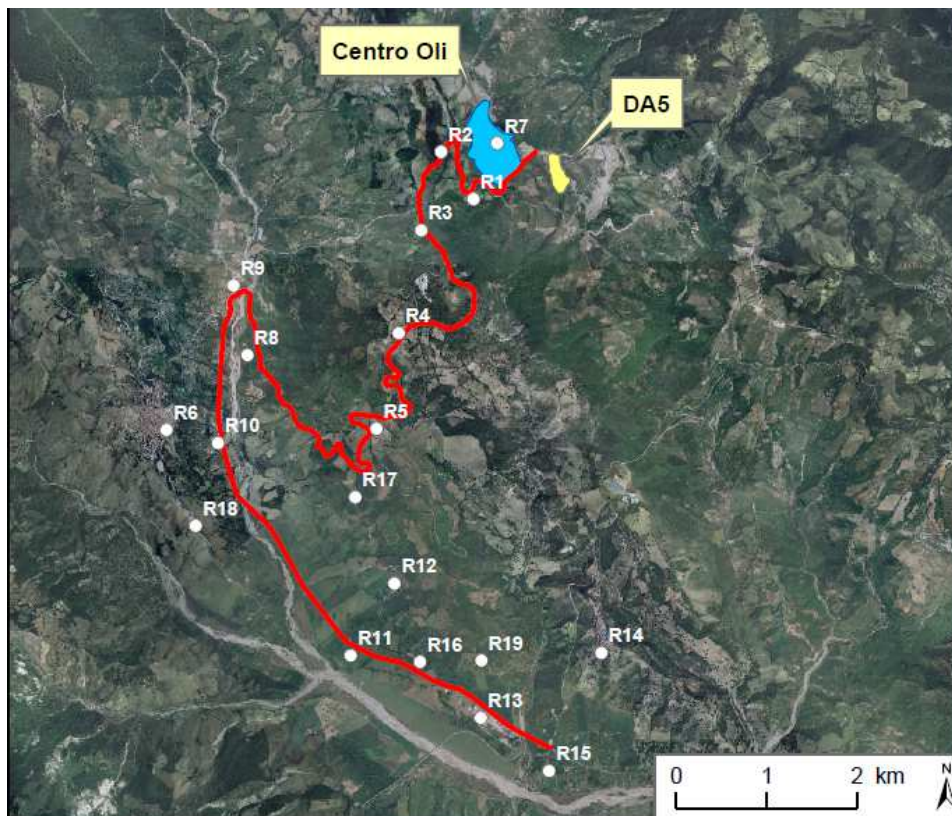 Centro Oli
DA5
R7
R2
R1
R3
R9
R4
R8
R5
R6
R10
R17
R18
R12
R11
R16
R19
R14
R13
R15
0 1 2 km
N